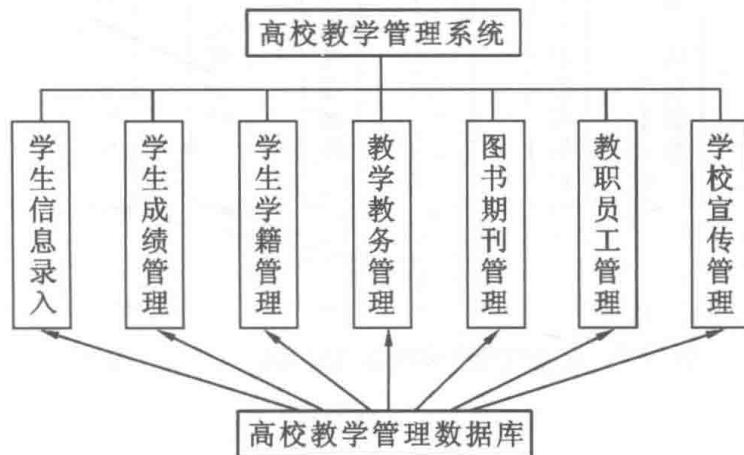 高校教学管理系统
学生信息录入
学生成绩管理
学生学籍管理
教学教务管理
图书期刊管理
教职员工管理
学校宣传管理
高校教学管理数据库